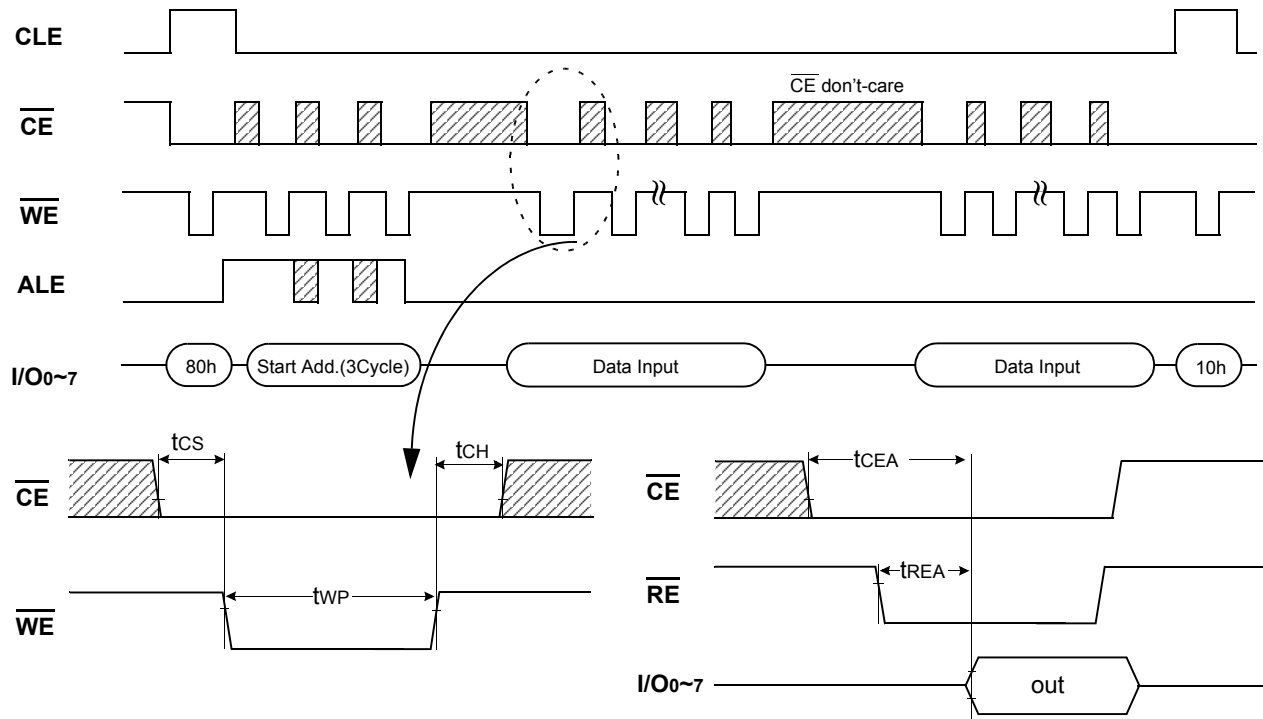 CLE
CE don't-care
CE
WE
ALE
I/O0~7 80h Start Add.(3Cycle) Data Input Data Input 10h
tCS tCH tCEA
CE CE
tWP tREA
WE RE
I/O0~7 out